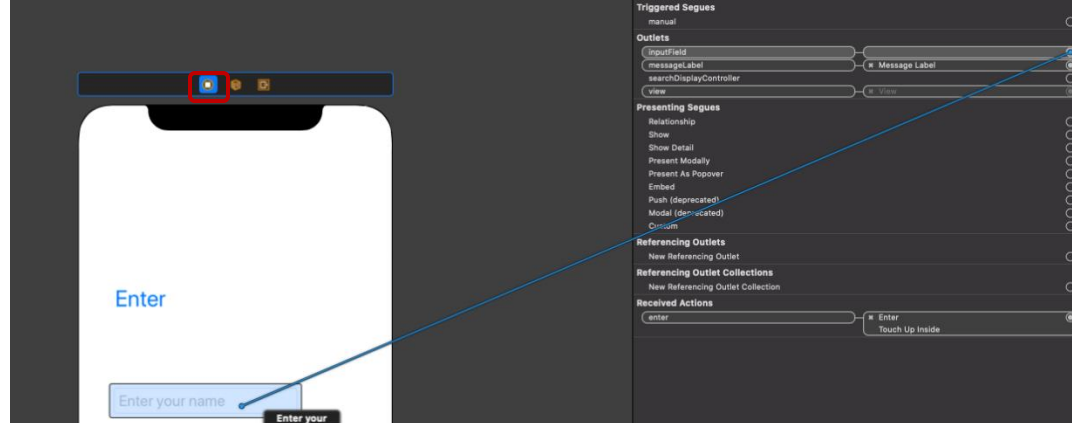 Triggered Segues
manual
Outlets
inputField
messageLabel Message Label
searchDisplayController
view View
Presenting Segues
Relationship
Show
Show Detail
Present Modally
Present As Popover
Embed
Push (deprecated)
Modal (deprecated)
Custom
Referencing Outlets
New Referencing Outlet
Referencing Outlet Collections
New Referencing Outlet Collection
Received Actions
enter Enter
Touch Up Inside
Enter
Enter your name
Enter your